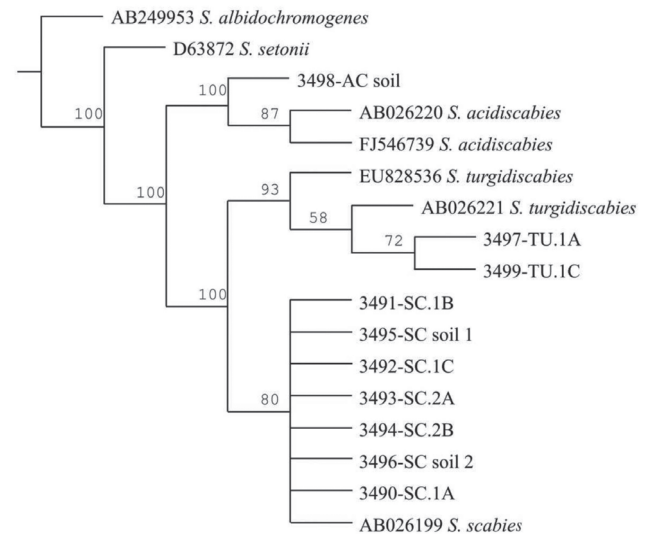 AB249953 S. albidochromogenes
D63872 S. setonii
100
3498-AC soil
100
AB026220 S. acidiscabies
87
FJ546739 S. acidiscabies
100
EU828536 S. turgidiscabies
93
AB026221 S. turgidiscabies
58
3497-TU.1A
72
3499-TU.1C
100
3491-SC.1B
3495-SC soil 1
3492-SC.1C
3493-SC.2A
80
3494-SC.2B
3496-SC soil 2
3490-SC.1A
AB026199 S. scabies